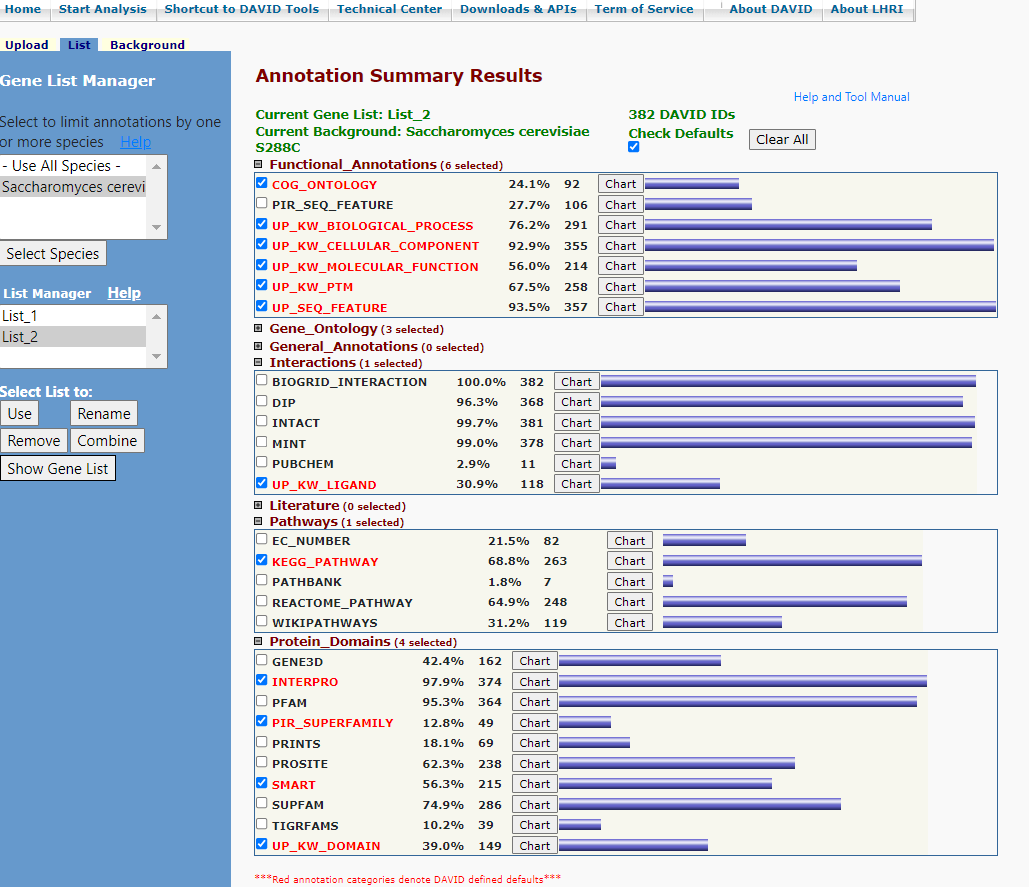 Home Start Analysis Shortcut to DAVID Tools Technical Center Downloads & APIs Term of Service About DAVID About LHRI
Upload List Background
Gene List Manager
Select to limit annotations by one
or more species Help
- Use All Species -
Saccharomyces cerevi
Select Species
List Manager Help
List_1
List_2
Select List to:
Use Rename
Remove Combine
Show Gene List
Annotation Summary Results
Help and Tool Manual
Current Gene List: List_2
Current Background: Saccharomyces cerevisiae
S288C
382 DAVID IDs
Check Defaults
Clear All
Functional_Annotations (6 selected)
COG_ONTOLOGY 24.1% 92 Chart
PIR_SEQ_FEATURE 27.7% 106 Chart
UP_KW_BIOLOGICAL_PROCESS 76.2% 291 Chart
UP_KW_CELLULAR_COMPONENT 92.9% 355 Chart
UP_KW_MOLECULAR_FUNCTION 56.0% 214 Chart
UP_KW_PTM 67.5% 258 Chart
UP_SEQ_FEATURE 93.5% 357 Chart
Gene_Ontology (3 selected)
General_Annotations (0 selected)
Interactions (1 selected)
BIOGRID_INTERACTION 100.0% 382 Chart
DIP 96.3% 368 Chart
INTACT 99.7% 381 Chart
MINT 99.0% 378 Chart
PUBCHEM 2.9% 11 Chart
UP_KW_LIGAND 30.9% 118 Chart
Literature (0 selected)
Pathways (1 selected)
EC_NUMBER 21.5% 82 Chart
KEGG_PATHWAY 68.8% 263 Chart
PATHBANK 1.8% 7 Chart
REACTOME_PATHWAY 64.9% 248 Chart
WIKIPATHWAYS 31.2% 119 Chart
Protein_Domains (4 selected)
GENE3D 42.4% 162 Chart
INTERPRO 97.9% 374 Chart
PFAM 95.3% 364 Chart
PIR_SUPERFAMILY 12.8% 49 Chart
PRINTS 18.1% 69 Chart
PROSITE 62.3% 238 Chart
SMART 56.3% 215 Chart
SUPFAM 74.9% 286 Chart
TIGRFAMS 10.2% 39 Chart
UP_KW_DOMAIN 39.0% 149 Chart
***Red annotation categories denote DAVID defined defaults***